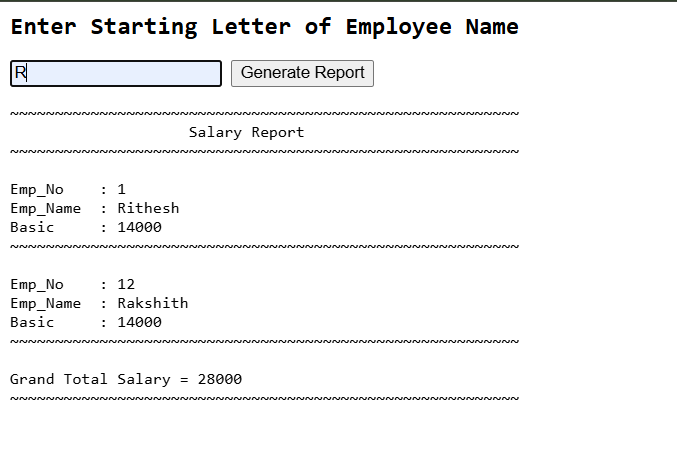 Enter Starting Letter of Employee Name
R Generate Report
~~~~~~~~~~~~~~~~~~~~~~~~~~~~~~~~~~~~~~~~~~~~~~~~~~~~~~~~~
Salary Report
~~~~~~~~~~~~~~~~~~~~~~~~~~~~~~~~~~~~~~~~~~~~~~~~~~~~~~~~~
Emp_No    : 1
Emp_Name  : Rithesh
Basic     : 14000
~~~~~~~~~~~~~~~~~~~~~~~~~~~~~~~~~~~~~~~~~~~~~~~~~~~~~~~~~
Emp_No    : 12
Emp_Name  : Rakshith
Basic     : 14000
~~~~~~~~~~~~~~~~~~~~~~~~~~~~~~~~~~~~~~~~~~~~~~~~~~~~~~~~~
Grand Total Salary = 28000
~~~~~~~~~~~~~~~~~~~~~~~~~~~~~~~~~~~~~~~~~~~~~~~~~~~~~~~~~